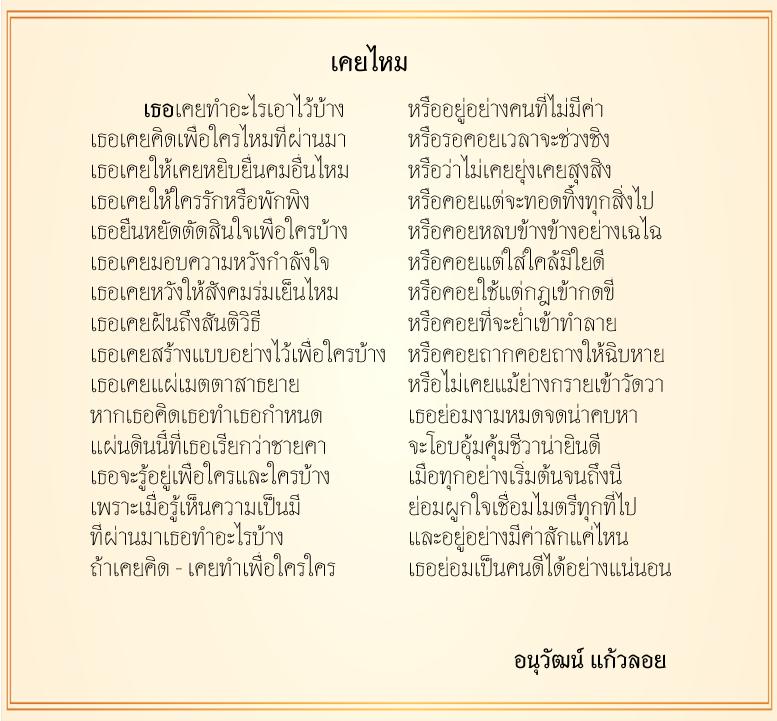 เคยไหม
เธอเคยทำอะไรเอาไว้บ้าง หรืออยู่อย่างคนที่ไม่มีค่า
เธอเคยคิดเพื่อใครไหมที่ผ่านมา หรือรอคอยเวลาจะช่วงชิง
เธอเคยให้เคยหยิบยื่นคมอื่นไหม หรือว่าไม่เคยยุ่งเคยสุงสิง
เธอเคยให้ใครรักหรือพักพิง หรือคอยแต่จะทอดทิ้งทุกสิ่งไป
เธอยืนหยัดตัดสินใจเพื่อใครบ้าง หรือคอยหลบข้างข้างอย่างเฉไฉ
เธอเคยมอบความหวังกำลังใจ หรือคอยแต่ใส่ใคล้มิใยดี
เธอเคยหวังให้สังคมร่มเย็นไหม หรือคอยใช้แต่กฎเข้ากดขี่
เธอเคยฝันถึงสันติวิธี หรือคอยที่จะย่ำเข้าทำลาย
เธอเคยสร้างแบบอย่างไว้เพื่อใครบ้าง หรือคอยถากคอยถางให้ฉิบหาย
เธอเคยแผ่เมตตาสาธยาย หรือไม่เคยแม้ย่างกรายเข้าวัดวา
หากเธอคิดเธอทำเธอกำหนด เธอย่อมงามหมดจดน่าคบหา
แผ่นดินนี้ที่เธอเรียกว่าชายคา จะโอบอุ้มคุ้มชีวาน่ายินดี
เธอจะรู้อยู่เพื่อใครและใครบ้าง เมื่อทุกอย่างเริ่มต้นจนถึงนี่
เพราะเมื่อรู้เห็นความเป็นมี ย่อมผูกใจเชื่อมไมตรีทุกที่ไป
ที่ผ่านมาเธอทำอะไรบ้าง และอยู่อย่างมีค่าสักแค่ไหน
ถ้าเคยคิด - เคยทำเพื่อใครใคร เธอย่อมเป็นคนดีได้อย่างแน่นอน
อนุวัฒน์ แก้วลอย